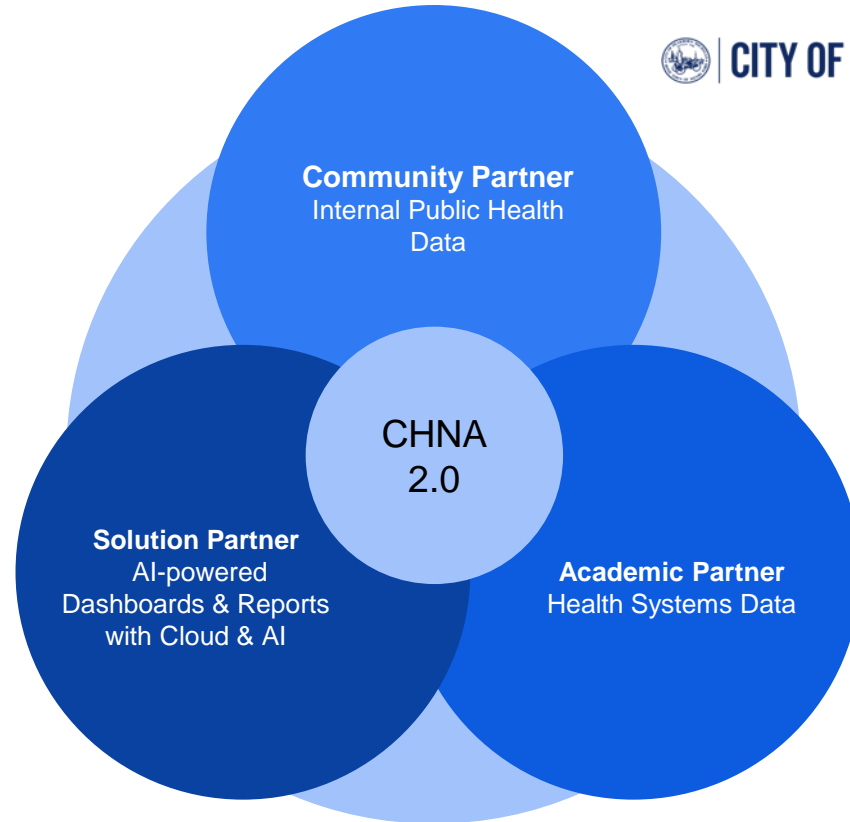 CITY OF
Community Partner
Internal Public Health
Data
CHNA
2.0
Solution Partner
AI-powered
Dashboards & Reports
with Cloud & AI
Academic Partner
Health Systems Data